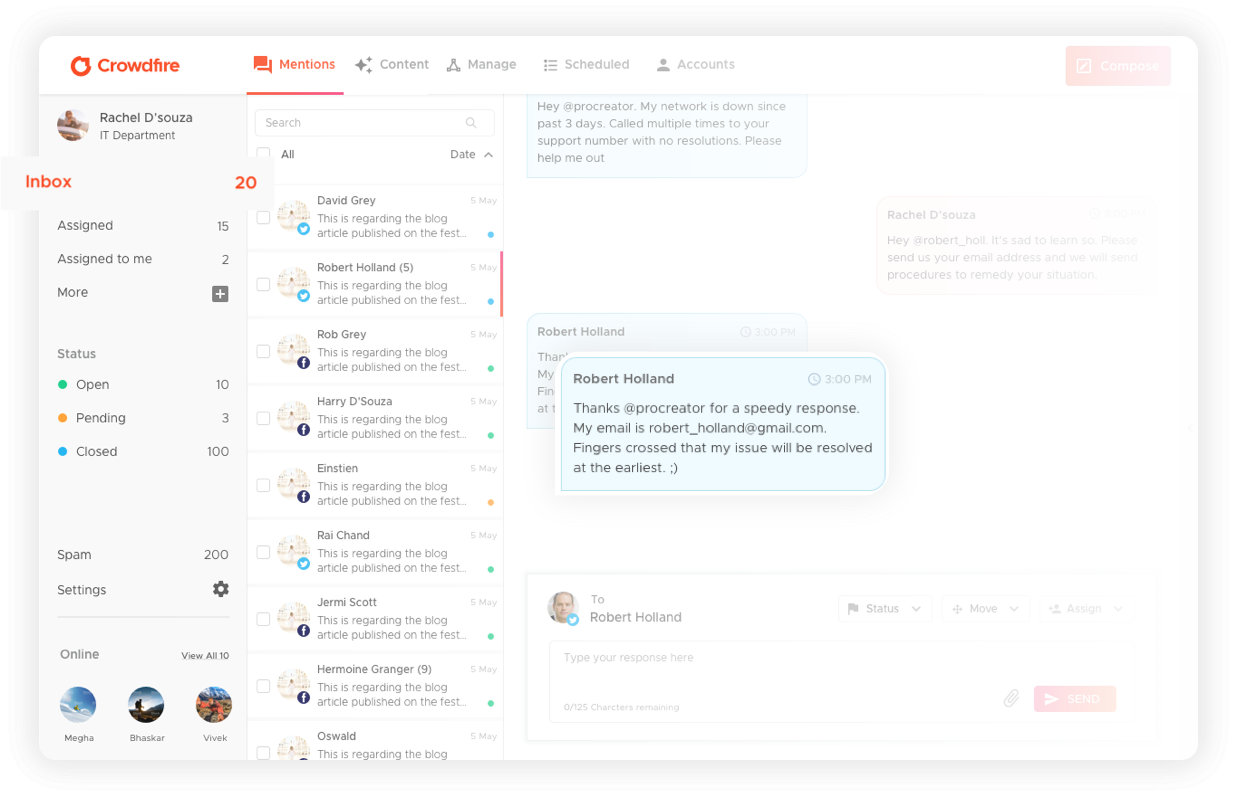 Crowdfire
Mentions
Content
Manage
Scheduled
Accounts
Compose
Rachel D'souza
IT Department
Inbox 20
Assigned 15
Assigned to me 2
More
Status
Open 10
Pending 3
Closed 100
Spam 200
Settings
Online View All 10
Megha Bhaskar Vivek
Search
All Date
David Grey 5 May
This is regarding the blog
article published on the fest...
Robert Holland (5) 5 May
This is regarding the blog
article published on the fest...
Rob Grey 5 May
This is regarding the blog
article published on the fest...
Harry D'Souza 5 May
This is regarding the blog
article published on the fest...
Einstien 5 May
This is regarding the blog
article published on the fest...
Rai Chand 5 May
This is regarding the blog
article published on the fest...
Jermi Scott 5 May
This is regarding the blog
article published on the fest...
Hermoine Granger (9) 5 May
This is regarding the blog
article published on the fest...
Oswald 5 May
This is regarding the blog
Hey @procreator. My network is down since
past 3 days. Called multiple times to your
support number with no resolutions. Please
help me out
Rachel D'souza
Hey @robert_holl. It's sad to learn so. Please
send us your email address and we will send
procedures to remedy your situation.
Robert Holland 3:00 PM
Robert Holland 3:00 PM
Thanks @procreator for a speedy response.
My email is robert_holland@gmail.com.
Fingers crossed that my issue will be resolved
at the earliest. ;)
To
Robert Holland
Status
Move
Assign
Type your response here
0/125 Charcters remaining
SEND